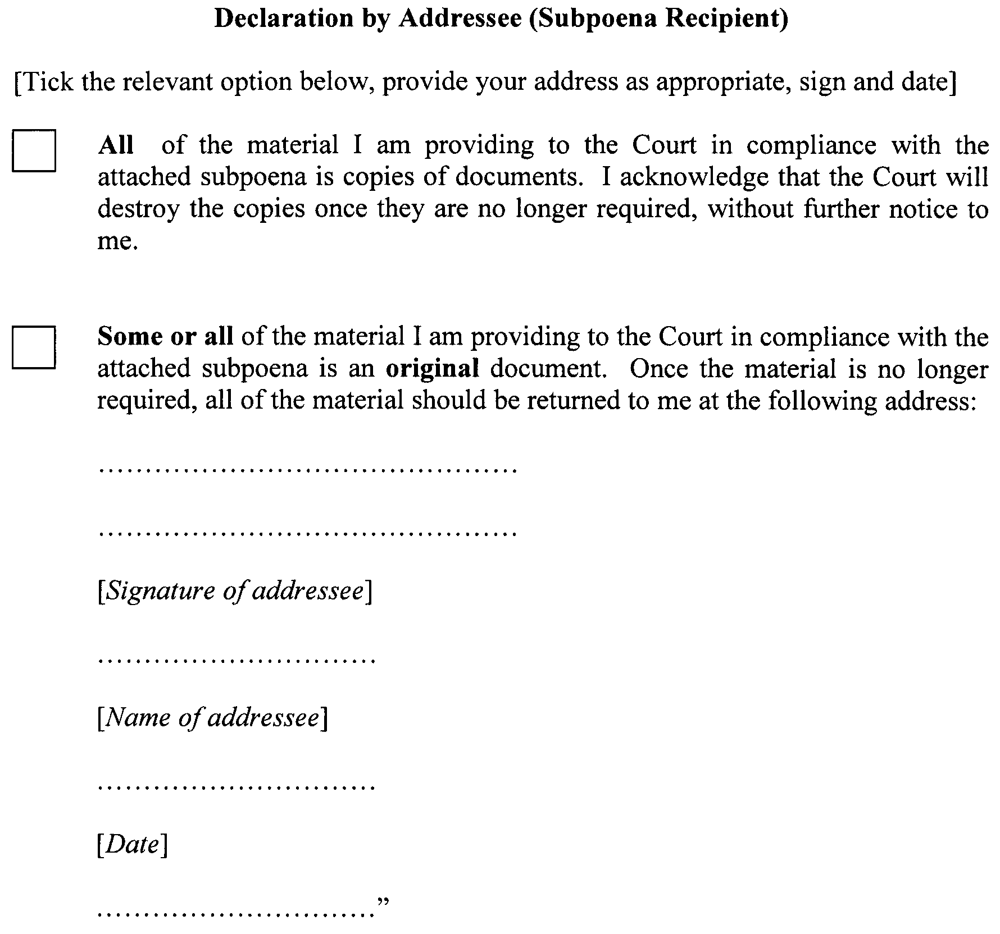 Declaration by Addressee (Subpoena Recipient)
[Tick the relevant option below, provide your address as appropriate, sign and date]
All of the material I am providing to the Court in compliance with the
attached subpoena is copies of documents. I acknowledge that the Court will
destroy the copies once they are no longer required, without further notice to
me.
Some or all of the material I am providing to the Court in compliance with the
attached subpoena is an original document. Once the material is no longer
required, all of the material should be returned to me at the following address:
............................................
............................................
[Signature of addressee]
..............................
[Name of addressee]
..............................
[Date]
..............................”